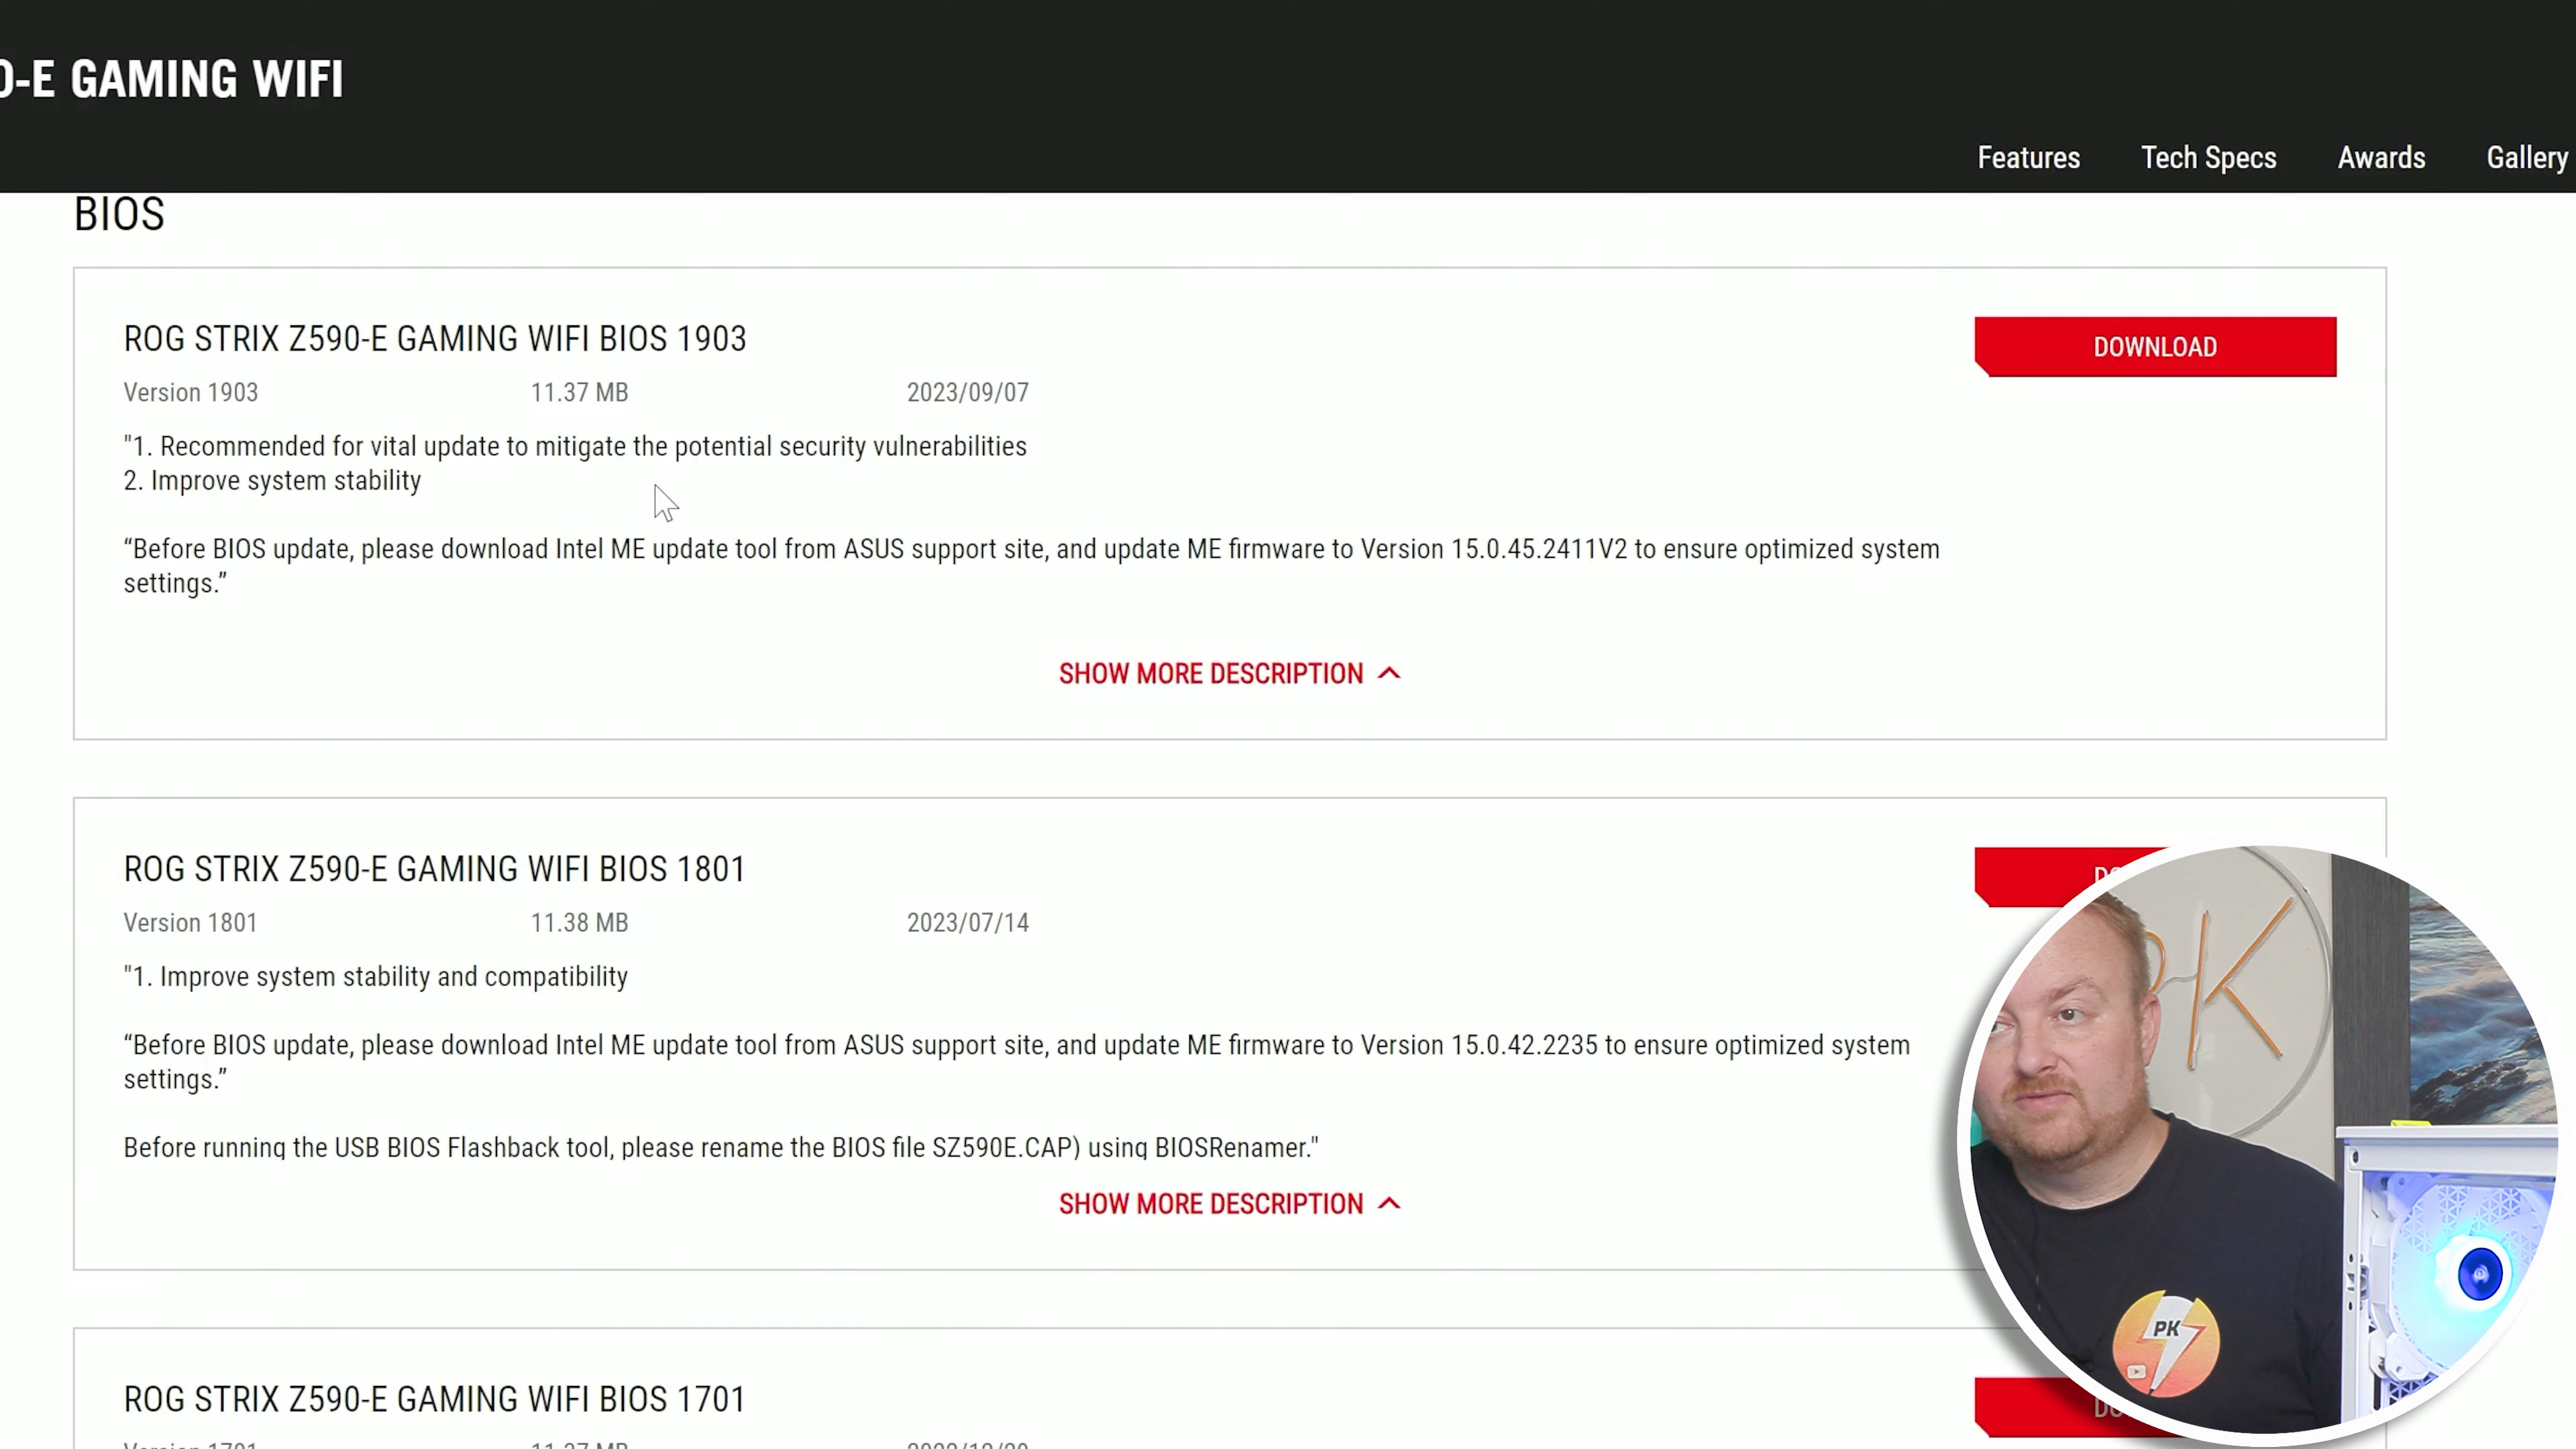 0-E GAMING WIFI
Features Tech Specs Awards Gallery
BIOS
ROG STRIX Z590-E GAMING WIFI BIOS 1903
DOWNLOAD
Version 1903 11.37 MB 2023/09/07
"1. Recommended for vital update to mitigate the potential security vulnerabilities
2. Improve system stability
“Before BIOS update, please download Intel ME update tool from ASUS support site, and update ME firmware to Version 15.0.45.2411V2 to ensure optimized system
settings.”
SHOW MORE DESCRIPTION
ROG STRIX Z590-E GAMING WIFI BIOS 1801
Version 1801 11.38 MB 2023/07/14
"1. Improve system stability and compatibility
“Before BIOS update, please download Intel ME update tool from ASUS support site, and update ME firmware to Version 15.0.42.2235 to ensure optimized system
settings.”
Before running the USB BIOS Flashback tool, please rename the BIOS file SZ590E.CAP) using BIOSRenamer."
SHOW MORE DESCRIPTION
PK
PK
ROG STRIX Z590-E GAMING WIFI BIOS 1701
Version 1701 11.37 MB